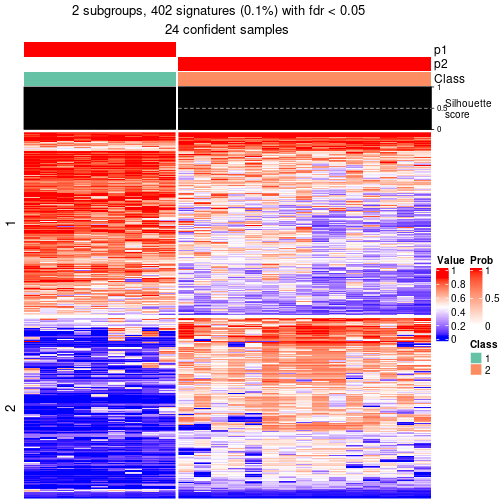 2 subgroups, 402 signatures (0.1%) with fdr < 0.05
24 confident samples
p1
p2
Class
1
0.5
0
Silhouette
score
1
2
Value
1
0.8
0.6
0.4
0.2
0
Prob
1
0.5
0
Class
1
2